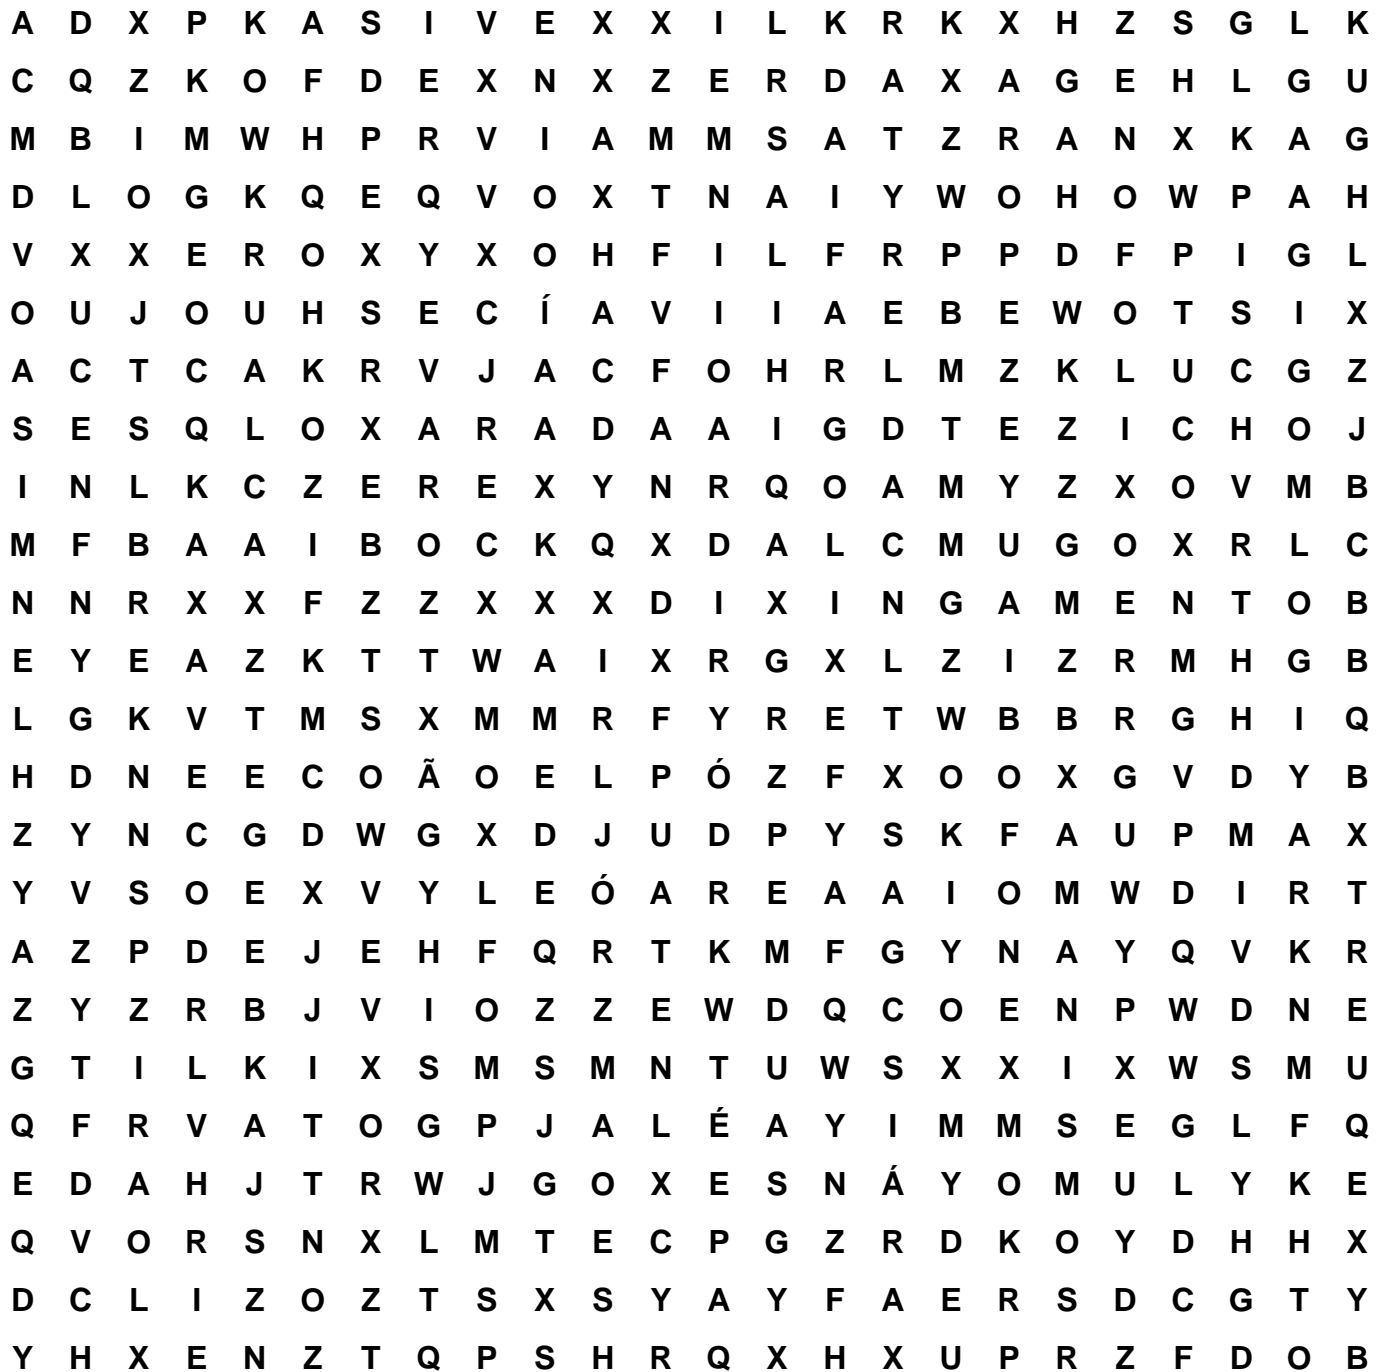 A D X P K A S I V E X X I L K R K X H Z S G L K
C Q Z K O F D E X N X Z E R D A X A G E H L G U
M B I M W H P R V I A M M S A T Z R A N X K A G
D L O G K Q E Q V O X T N A I Y W O H O W P A H
V X X E R O X Y X O H F I L F R P P D F P I G L
O U J O U H S E C Í A V I I A E B E W O T S I X
A C T C A K R V J A C F O H R L M Z K L U C G Z
S E S Q L O X A R A D A A I G D T E Z I C H O J
I N L K C Z E R E X Y N R Q O A M Y Z X O V M B
M F B A A I B O C K Q X D A L C M U G O X R L C
N N R X X F Z Z X X X D I X I N G A M E N T O B
E Y E A Z K T T W A I X R G X L Z I Z R M H G B
L G K V T M S X M M R F Y R E T W B B R G H I Q
H D N E E C O Ã O E L P Ó Z F X O O X G V D Y B
Z Y N C G D W G X D J U D P Y S K F A U P M A X
Y V S O E X V Y L E Ó A R E A A I O M W D I R T
A Z P D E J E H F Q R T K M F G Y N A Y Q V K R
Z Y Z R B J V I O Z Z E W D Q C O E N P W D N E
G T I L K I X S M S M N T U W S X X I X W S M U
Q F R V A T O G P J A L É A Y I M M S E G L F Q
E D A H J T R W J G O X E S N Á Y O M U L Y K E
Q V O R S N X L M T E C P G Z R D K O Y D H H X
D C L I Z O Z T S X S Y A Y F A E R S D C G T Y
Y H X E N Z T Q P S H R Q X H X U P R Z F D O B